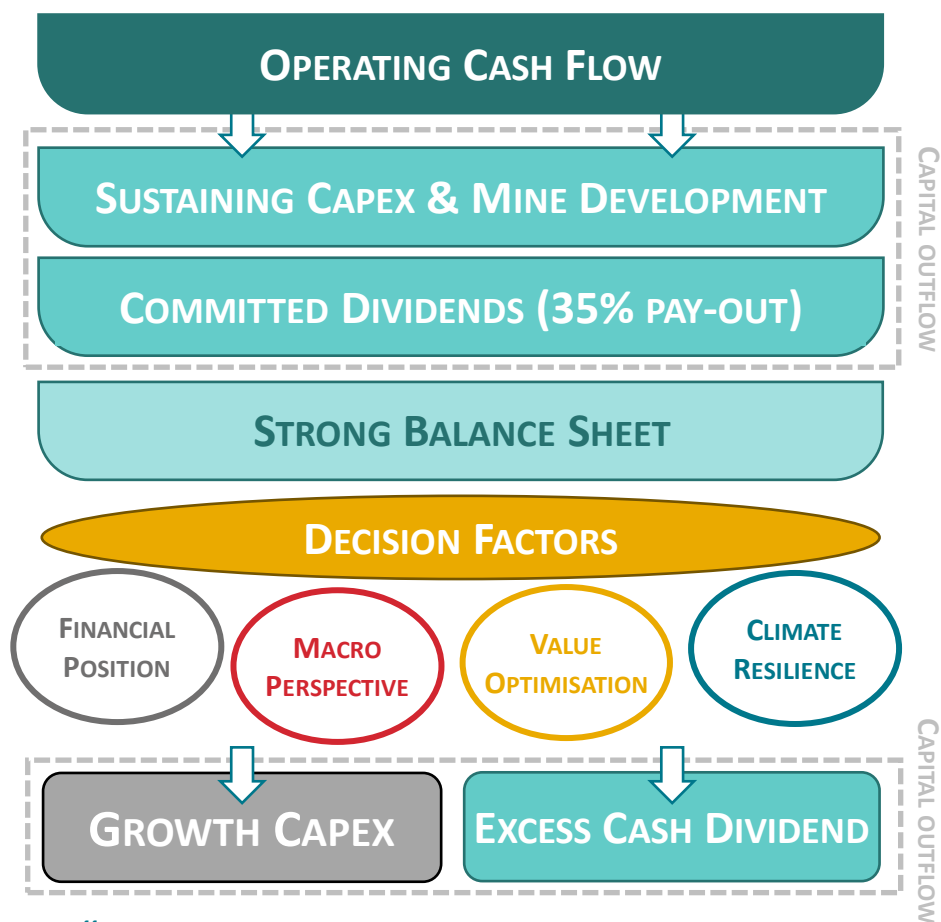 Operating Cash Flow
Sustaining Capex & Mine Development
Capital outflow
Committed Dividends (35% pay-out)
Strong Balance Sheet
Decision Factors
Financial
Position
Macro
Perspective
Value
Optimisation
Climate
Resilience
Growth Capex
Excess Cash Dividend
Capital outflow